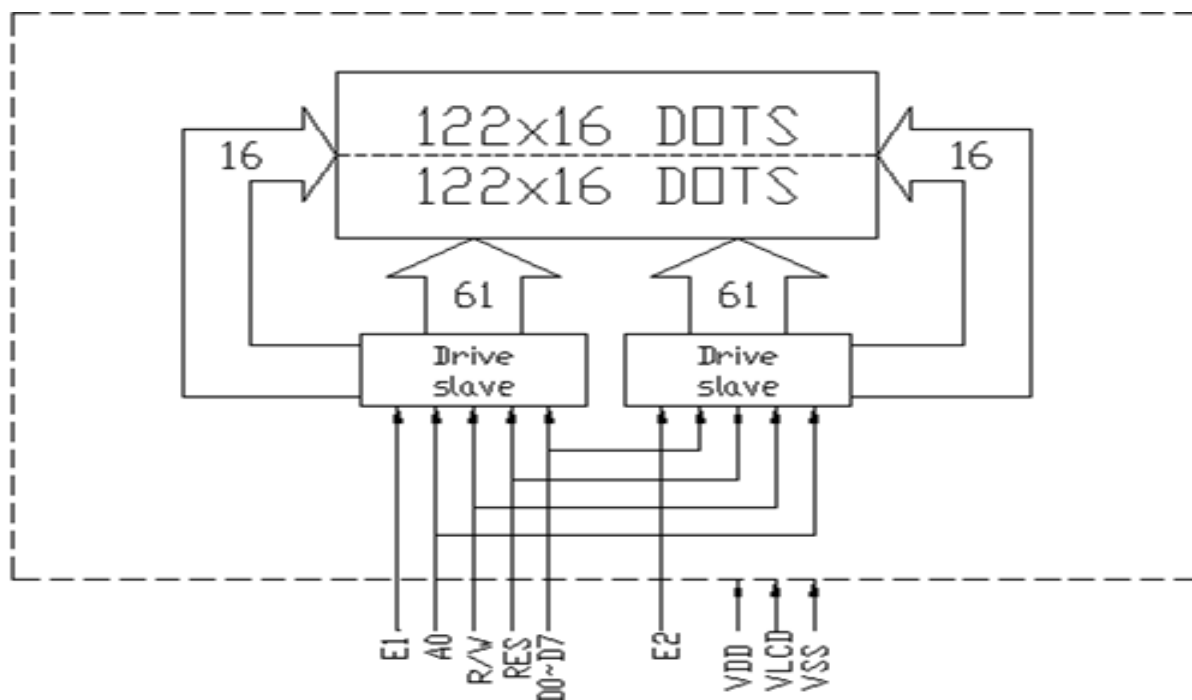 122x16 DOTS
122x16 DOTS
16
16
61
61
Drive
slave
Drive
slave
E1
A0
R/W
RES
D0~D7
E2
VDD
VLCD
VSS